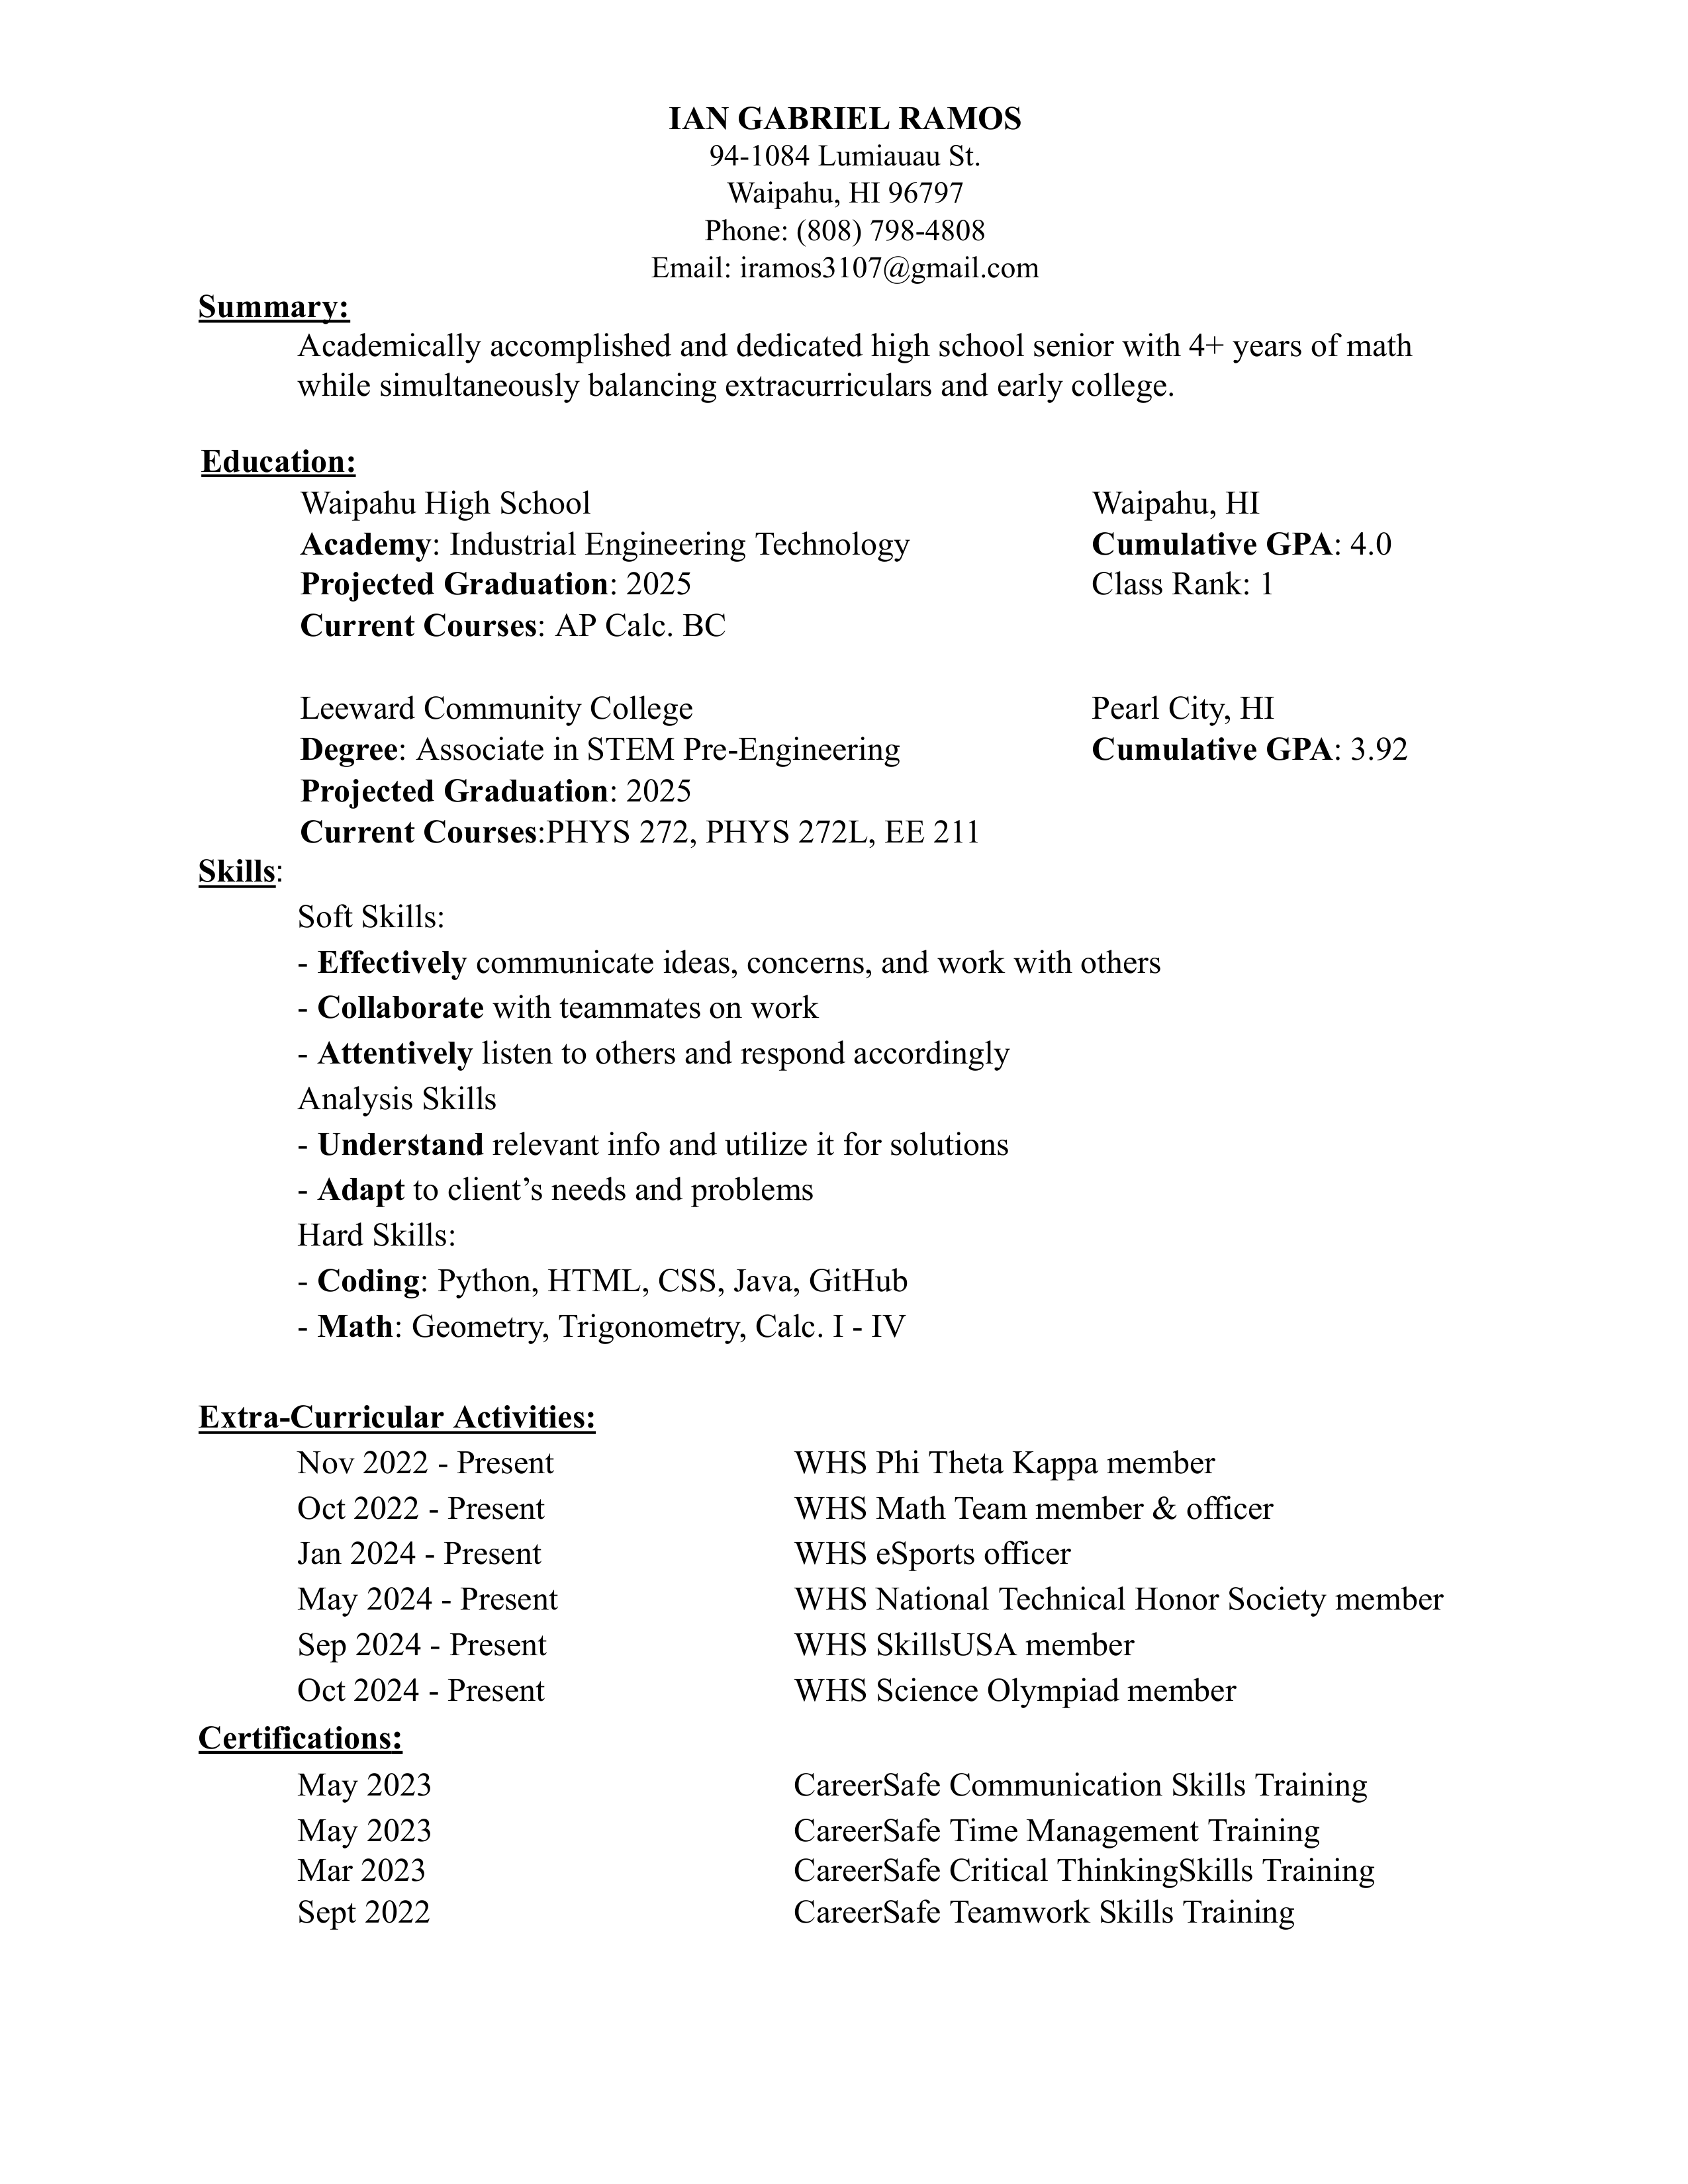 IAN GABRIEL RAMOS
94-1084 Lumiauau St.
Waipahu, HI 96797
Phone: (808) 798-4808
Email: iramos3107@gmail.com
Summary:
Academically accomplished and dedicated high school senior with 4+ years of math
while simultaneously balancing extracurriculars and early college.
Education:
Waipahu High School Waipahu, HI
Academy: Industrial Engineering Technology Cumulative GPA: 4.0
Projected Graduation: 2025 Class Rank: 1
Current Courses: AP Calc. BC
Leeward Community College Pearl City, HI
Degree: Associate in STEM Pre-Engineering Cumulative GPA: 3.92
Projected Graduation: 2025
Current Courses:PHYS 272, PHYS 272L, EE 211
Skills:
Soft Skills:
- Effectively communicate ideas, concerns, and work with others
- Collaborate with teammates on work
- Attentively listen to others and respond accordingly
Analysis Skills
- Understand relevant info and utilize it for solutions
- Adapt to client’s needs and problems
Hard Skills:
- Coding: Python, HTML, CSS, Java, GitHub
- Math: Geometry, Trigonometry, Calc. I - IV
Extra-Curricular Activities:
Nov 2022 - Present WHS Phi Theta Kappa member
Oct 2022 - Present WHS Math Team member & officer
Jan 2024 - Present WHS eSports officer
May 2024 - Present WHS National Technical Honor Society member
Sep 2024 - Present WHS SkillsUSA member
Oct 2024 - Present WHS Science Olympiad member
Certifications:
May 2023 CareerSafe Communication Skills Training
May 2023 CareerSafe Time Management Training
Mar 2023 CareerSafe Critical ThinkingSkills Training
Sept 2022 CareerSafe Teamwork Skills Training